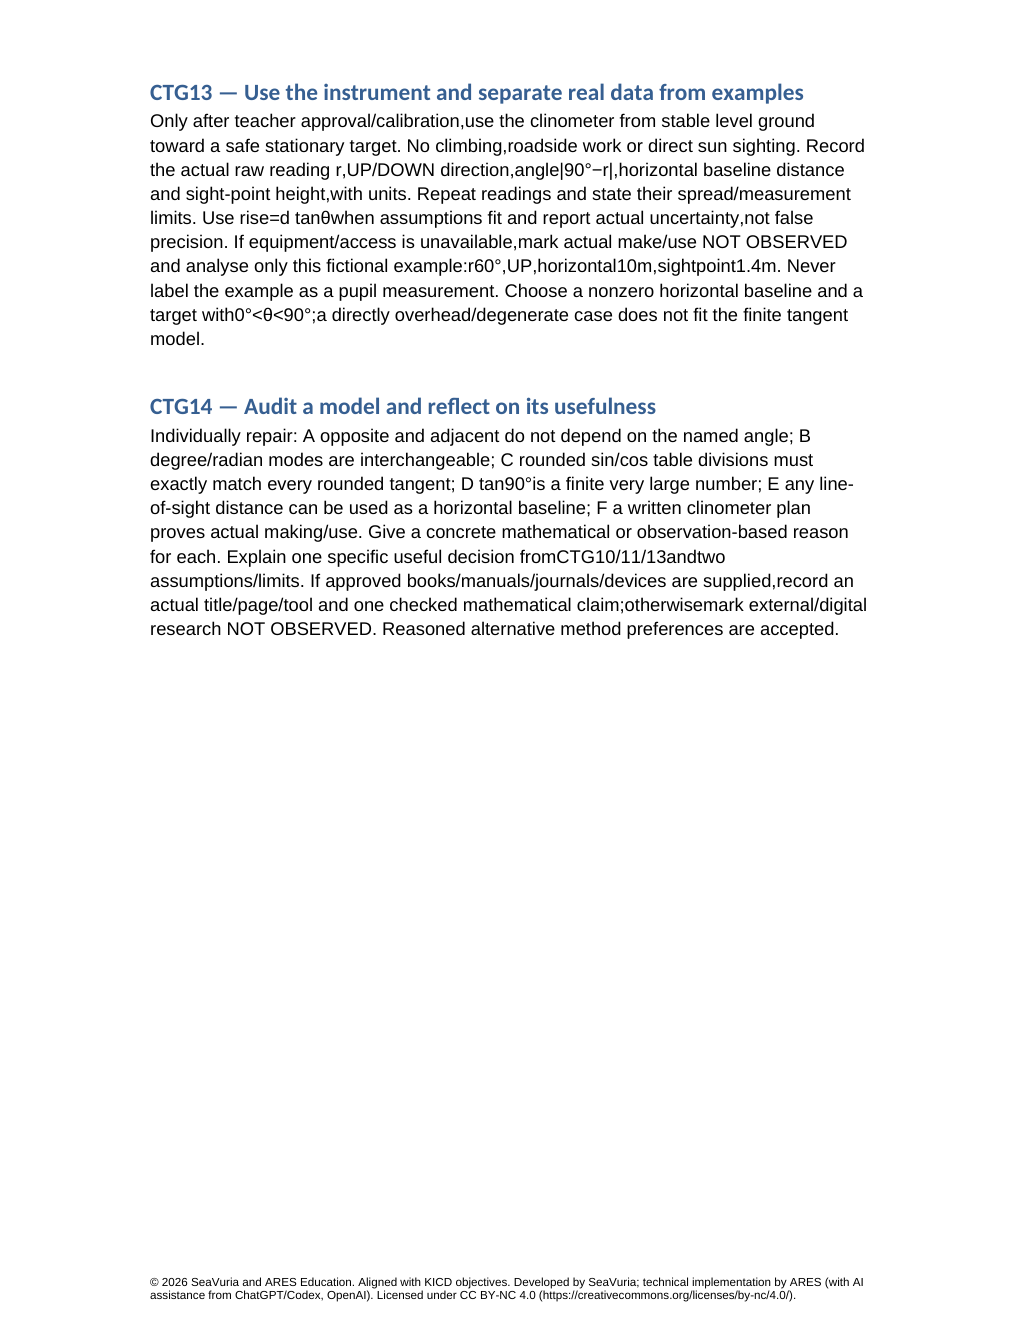 CTG13 — Use the instrument and separate real data from examples
Only after teacher approval/calibration,use the clinometer from stable level ground
toward a safe stationary target. No climbing,roadside work or direct sun sighting. Record
the actual raw reading r,UP/DOWN direction,angle|90°−r|,horizontal baseline distance
and sight-point height,with units. Repeat readings and state their spread/measurement
limits. Use rise=d tanθwhen assumptions fit and report actual uncertainty,not false
precision. If equipment/access is unavailable,mark actual make/use NOT OBSERVED
and analyse only this fictional example:r60°,UP,horizontal10m,sightpoint1.4m. Never
label the example as a pupil measurement. Choose a nonzero horizontal baseline and a
target with0°<θ<90°;a directly overhead/degenerate case does not fit the finite tangent
model.
CTG14 — Audit a model and reflect on its usefulness
Individually repair: A opposite and adjacent do not depend on the named angle; B
degree/radian modes are interchangeable; C rounded sin/cos table divisions must
exactly match every rounded tangent; D tan90°is a finite very large number; E any line-
of-sight distance can be used as a horizontal baseline; F a written clinometer plan
proves actual making/use. Give a concrete mathematical or observation-based reason
for each. Explain one specific useful decision fromCTG10/11/13andtwo
assumptions/limits. If approved books/manuals/journals/devices are supplied,record an
actual title/page/tool and one checked mathematical claim;otherwisemark external/digital
research NOT OBSERVED. Reasoned alternative method preferences are accepted.
© 2026 SeaVuria and ARES Education. Aligned with KICD objectives. Developed by SeaVuria; technical implementation by ARES (with AI
assistance from ChatGPT/Codex, OpenAI). Licensed under CC BY-NC 4.0 (https://creativecommons.org/licenses/by-nc/4.0/).